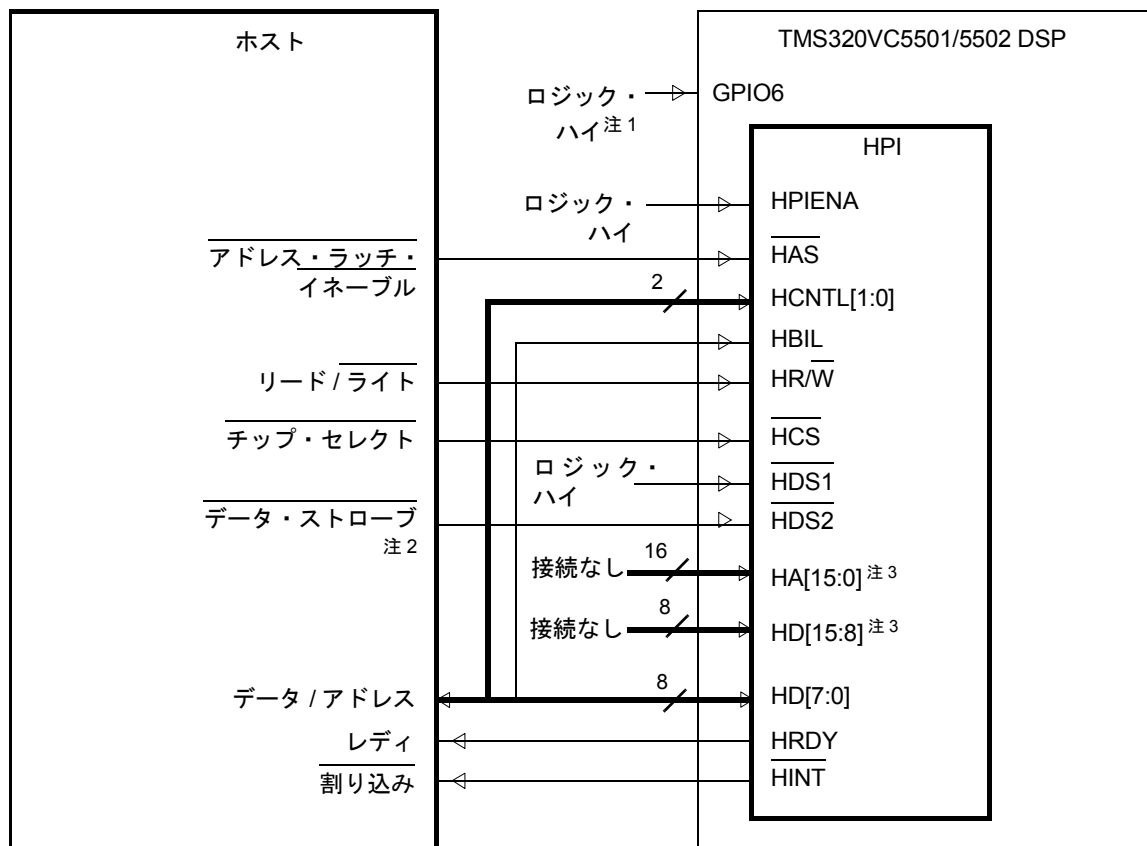 ホスト
TMS320VC5501/5502 DSP
ロジック・
ハイ注 1
GPIO6
HPI
ロジック・
ハイ
HPIENA
アドレス・ラッチ・
イネーブル
HAS
2
HCNTL[1:0]
HBIL
リード / ライト
HR/W
チップ・セレクト
HCS
ロジック・
ハイ
HDS1
データ・ストローブ
注 2
HDS2
接続なし
16
HA[15:0] 注 3
接続なし
8
HD[15:8] 注 3
データ / アドレス
8
HD[7:0]
レディ
HRDY
割り込み
HINT